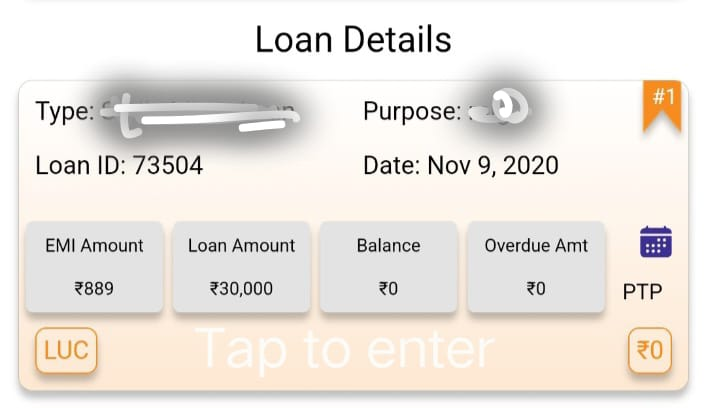 Loan Details
#1
Type: Purpose:
Loan ID: 73504 Date: Nov 9, 2020
EMI Amount Loan Amount Balance Overdue Amt
₹889 ₹30,000 ₹0 ₹0 PTP
LUC Tap to enter ₹0